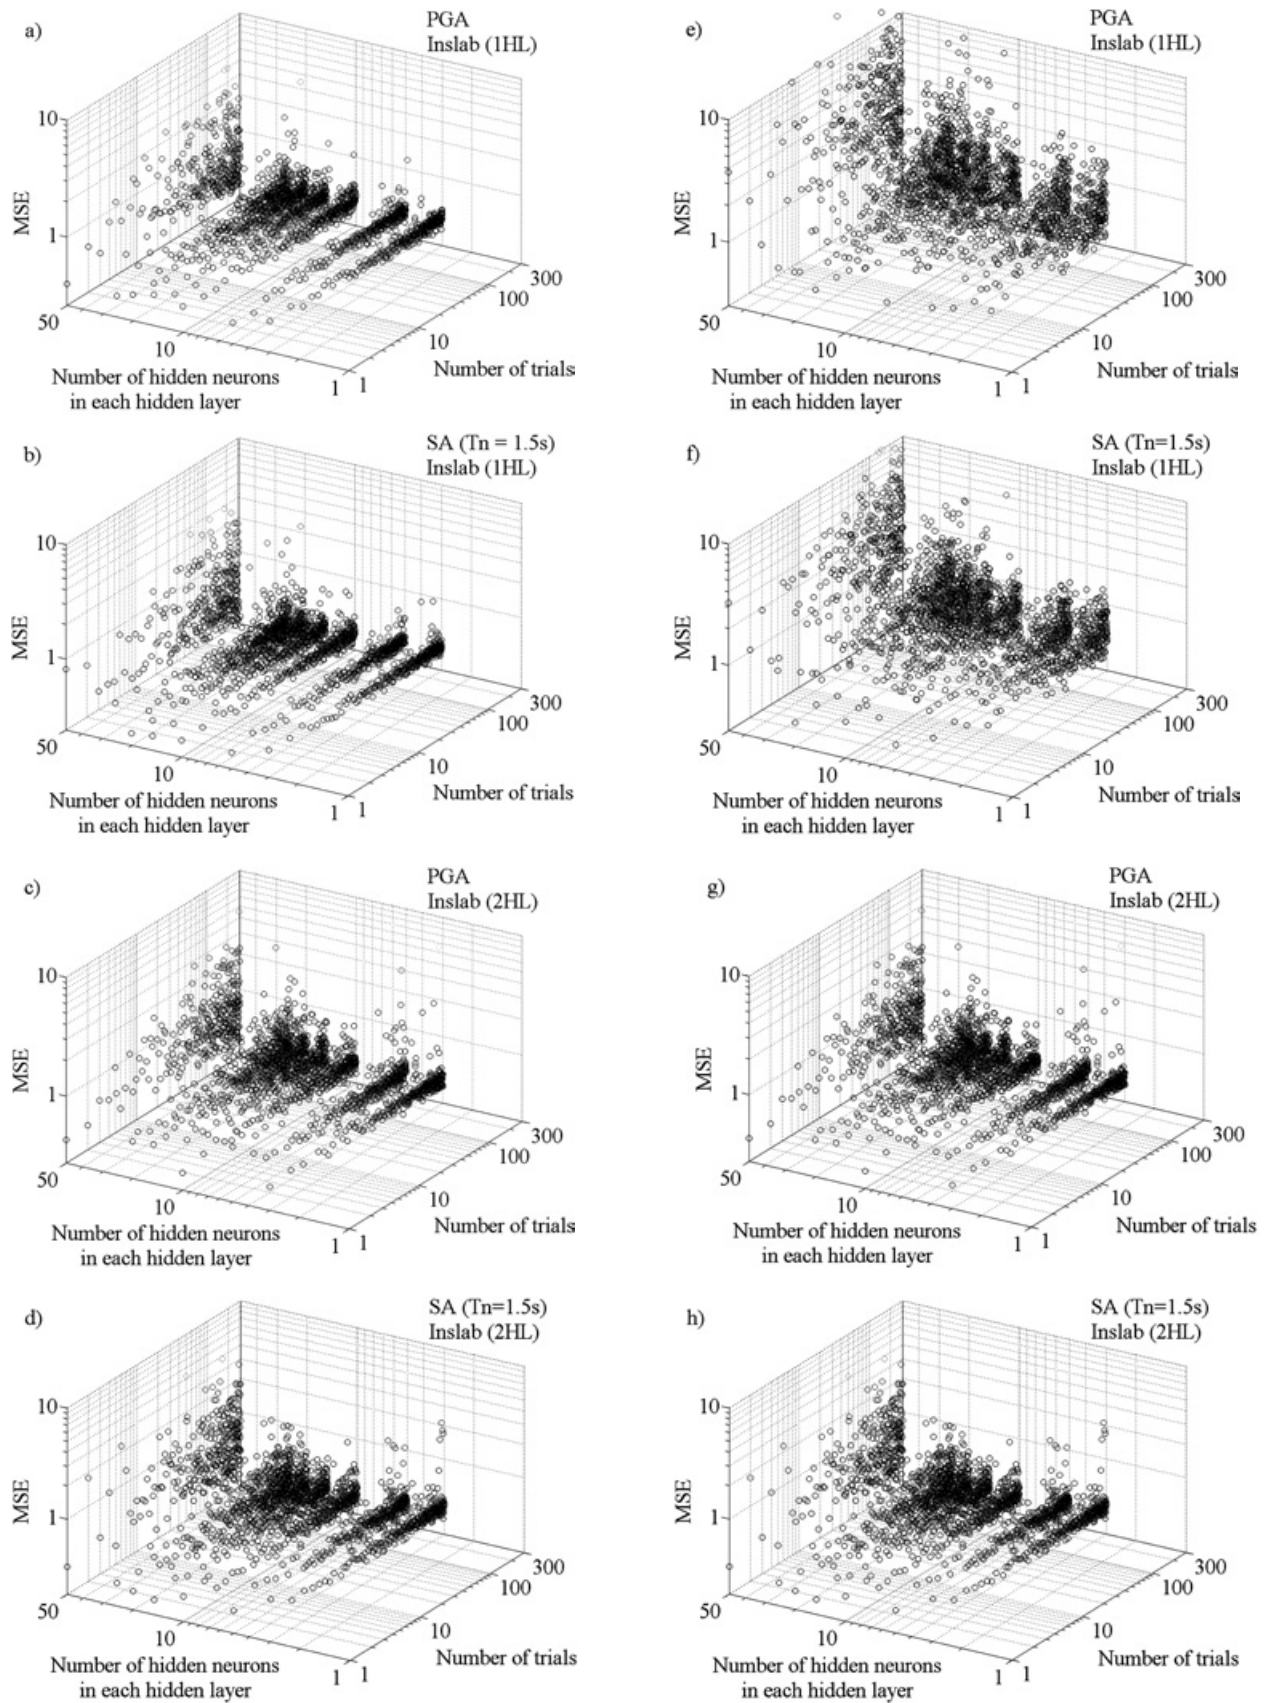 a)
PGA
Inslab (1HL)
10
MSE
1
50
10
1
1
10
100
300
Number of hidden neurons
in each hidden layer
Number of trials
e)
PGA
Inslab (1HL)
10
MSE
1
50
10
1
1
10
100
300
Number of hidden neurons
in each hidden layer
Number of trials
b)
SA (Tn = 1.5s)
Inslab (1HL)
10
MSE
1
50
10
1
1
10
100
300
Number of hidden neurons
in each hidden layer
Number of trials
f)
SA (Tn=1.5s)
Inslab (1HL)
10
MSE
1
50
10
1
1
10
100
300
Number of hidden neurons
in each hidden layer
Number of trials
c)
PGA
Inslab (2HL)
10
MSE
1
50
10
1
1
10
100
300
Number of hidden neurons
in each hidden layer
Number of trials
g)
PGA
Inslab (2HL)
10
MSE
1
50
10
1
1
10
100
300
Number of hidden neurons
in each hidden layer
Number of trials
d)
SA (Tn=1.5s)
Inslab (2HL)
10
MSE
1
50
10
1
1
10
100
300
Number of hidden neurons
in each hidden layer
Number of trials
h)
SA (Tn=1.5s)
Inslab (2HL)
10
MSE
1
50
10
1
1
10
100
300
Number of hidden neurons
in each hidden layer
Number of trials